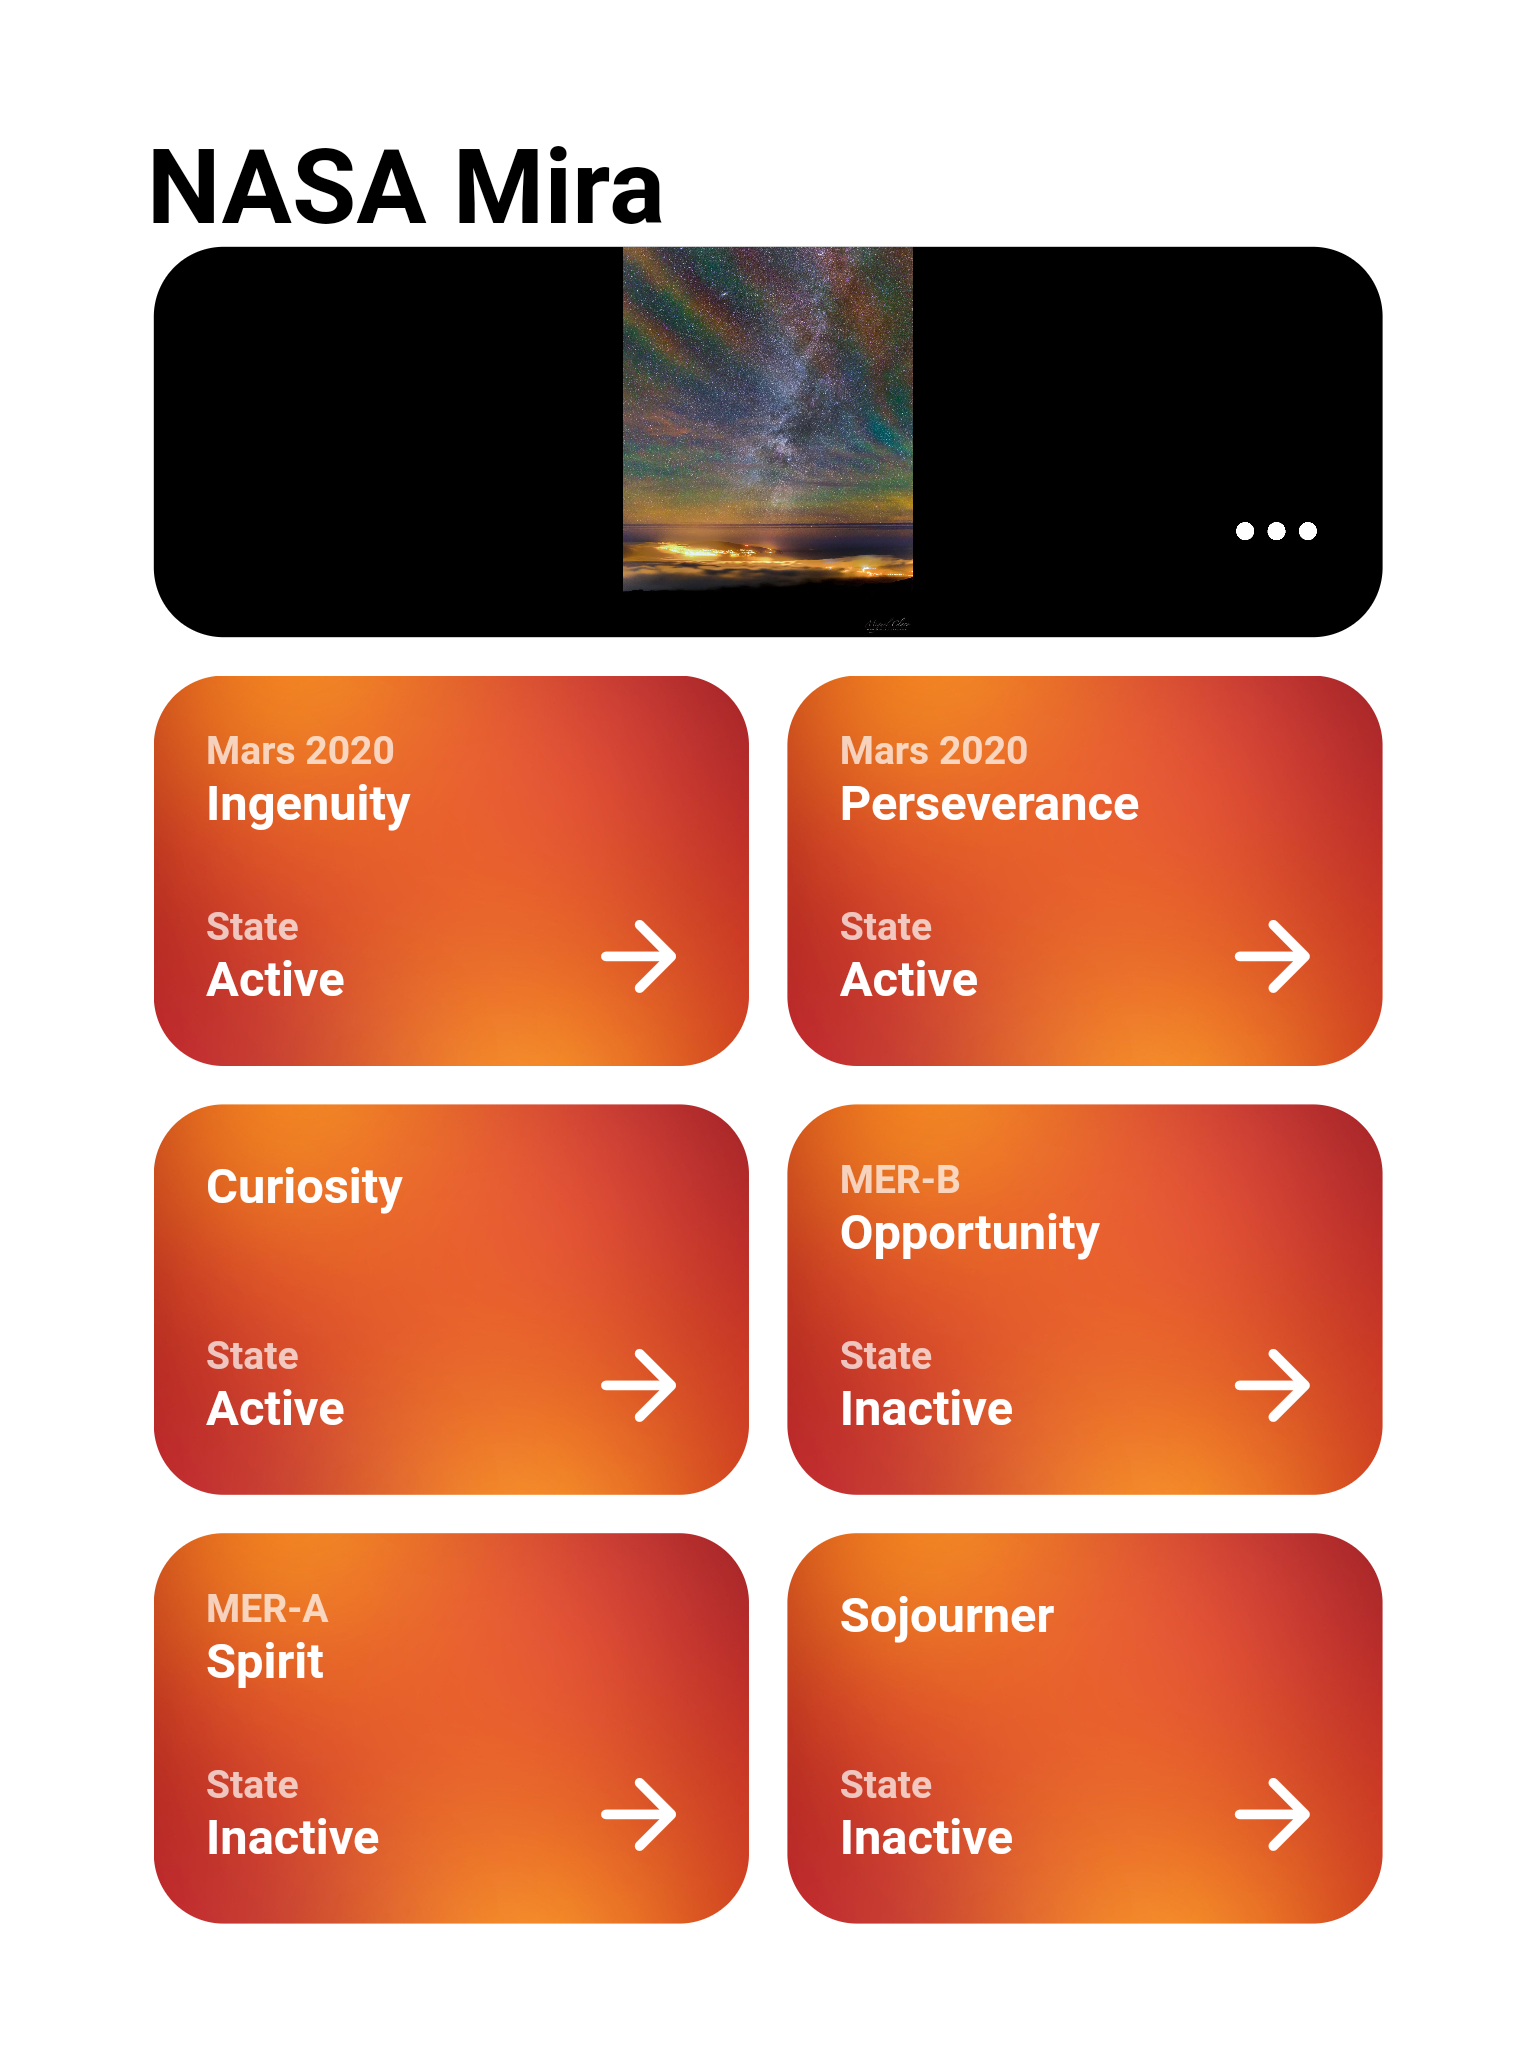 NASA Mira
Mars 2020
Ingenuity
State
Active
Mars 2020
Perseverance
State
Active
Curiosity
State
Active
MER-B
Opportunity
State
Inactive
MER-A
Spirit
State
Inactive
Sojourner
State
Inactive